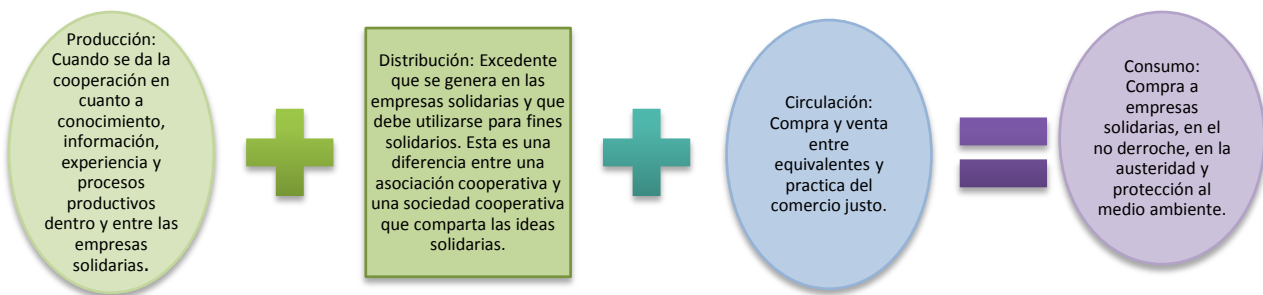 Producción:
Cuando se da la
cooperación en
cuanto a
conocimiento,
información,
experiencia y
procesos
productivos
dentro y entre las
empresas
solidarias.
Distribución: Excedente
que se genera en las
empresas solidarias y que
debe utilizarse para fines
solidarios. Esta es una
diferencia entre una
asociación cooperativa y
una sociedad cooperativa
que comparta las ideas
solidarias.
Circulación:
Compra y venta
entre
equivalentes y
practica del
comercio justo.
Consumo:
Compra a
empresas
solidarias, en el
no derroche, en la
austeridad y
protección al
medio ambiente.